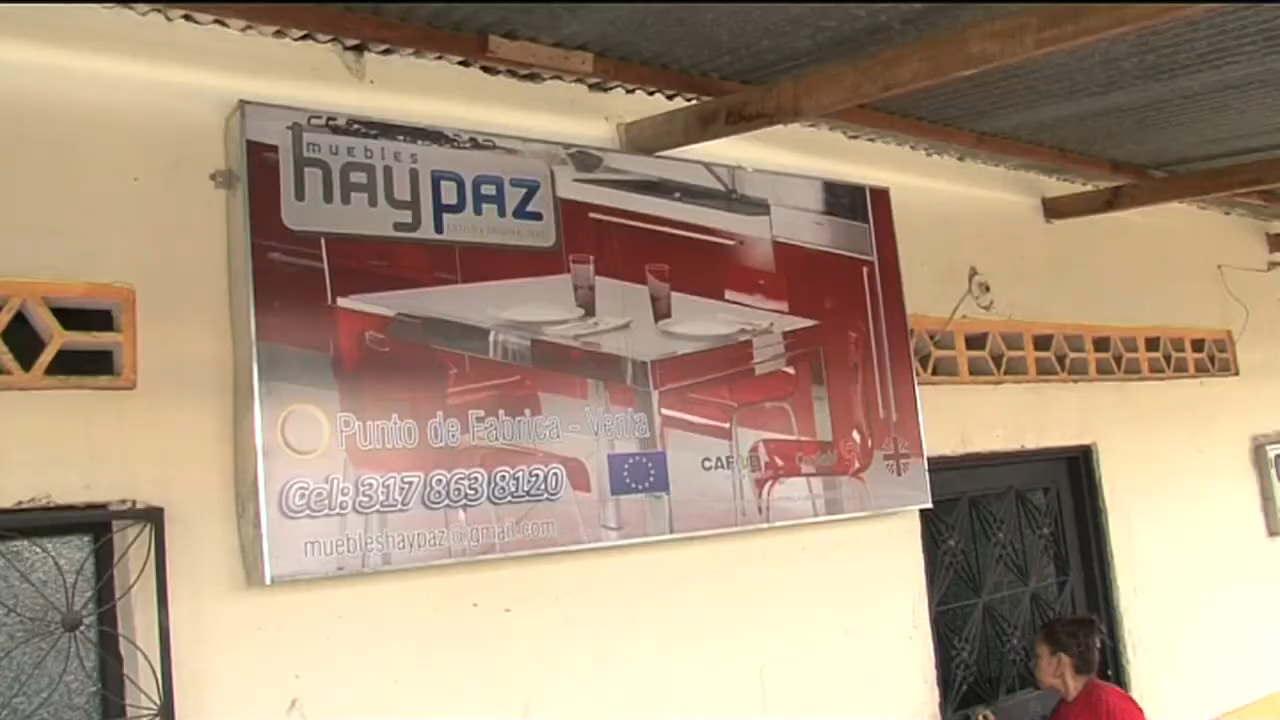 muebles
haypaz
Punto de Fabrica - Venta
Cel: 317 863 8120
muebleshaypaz@gmail.com